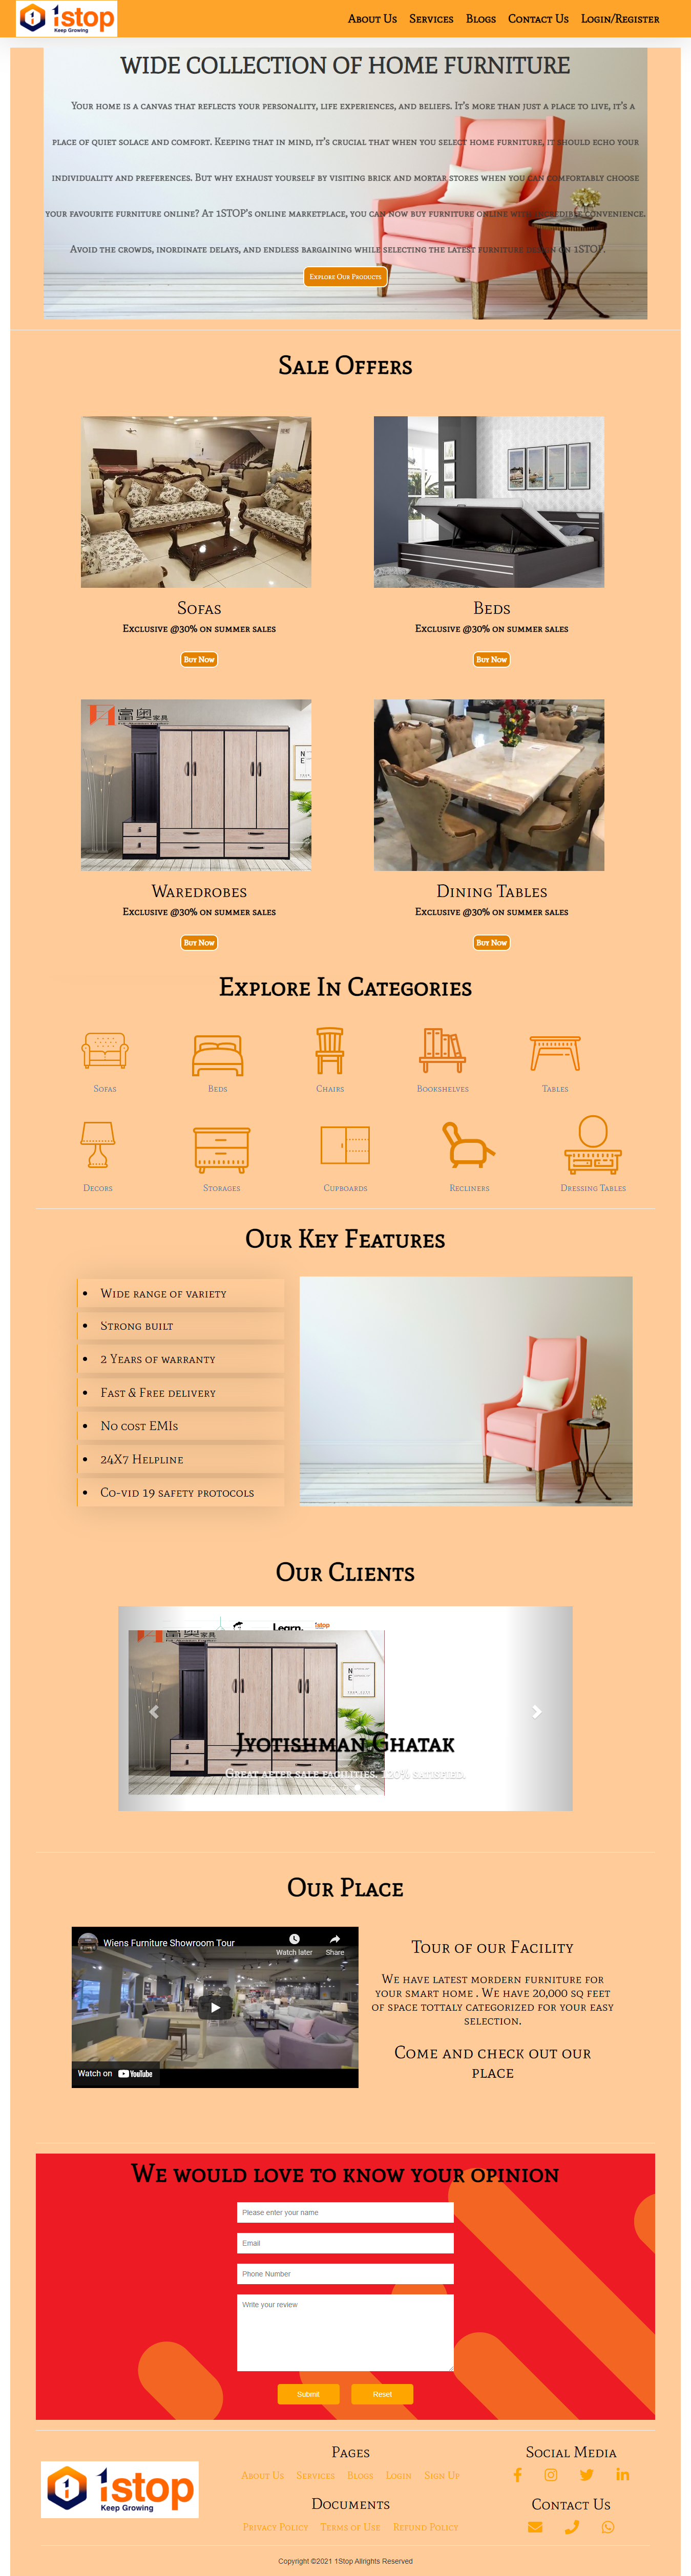 1stop
Keep Growing
About Us Services Blogs Contact Us Login/Register
WIDE COLLECTION OF HOME FURNITURE
Your home is a canvas that reflects your personality, life experiences, and beliefs. It's more than just a place to live, it's a
place of quiet solace and comfort. Keeping that in mind, it's crucial that when you select home furniture, it should echo your
individuality and preferences. But why exhaust yourself by visiting brick and mortar stores when you can comfortably choose
your favourite furniture online? At 1STOP's online marketplace, you can now buy furniture online with incredible convenience.
Avoid the crowds, inordinate delays, and endless bargaining while selecting the latest furniture design on 1STOP.
Explore Our Products
Sale Offers
Sofas
Exclusive @30% on summer sales
Buy Now
Beds
Exclusive @30% on summer sales
Buy Now
富奥家具
Waredrobes
Exclusive @30% on summer sales
Buy Now
Dining Tables
Exclusive @30% on summer sales
Buy Now
Explore In Categories
Sofas Beds Chairs Bookshelves Tables
Decors Storages Cupboards Recliners Dressing Tables
Our Key Features
Wide range of variety
Strong built
2 Years of warranty
Fast & Free delivery
No cost EMIs
24X7 Helpline
Co-vid 19 safety protocols
Our Clients
Learn.
1stop
Jyotishman Ghatak
Great after sale facilities. 120% satisfied.
Our Place
Wiens Furniture Showroom Tour
Watch later
Share
Watch on YouTube
Tour of our Facility
We have latest mordern furniture for
your smart home . We have 20,000 sq feet
of space tottaly categorized for your easy
selection.
Come and check out our
place
We would love to know your opinion
Please enter your name
Email
Phone Number
Write your review
Submit
Reset
1stop
Keep Growing
Pages
About Us Services Blogs Login Sign Up
Documents
Privacy Policy Terms of Use Refund Policy
Social Media
Contact Us
Copyright ©2021 1Stop Allrights Reserved